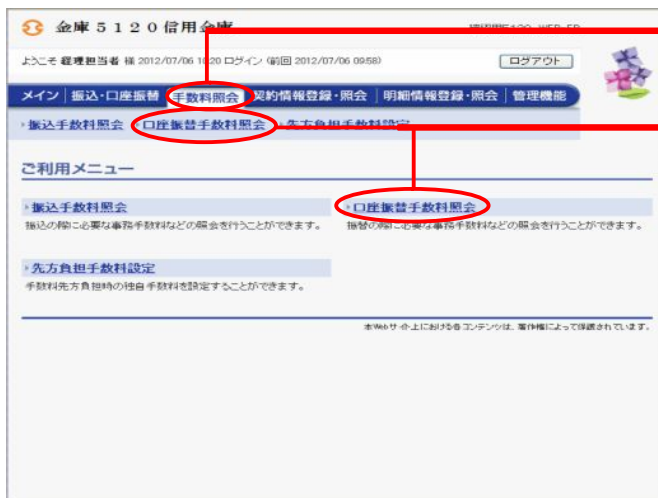 金庫5120信用金庫
ようこそ 経理担当者 様 2012/07/06 10:20 ログイン (前回 2012/07/06 09:58)
ログアウト
メイン 振込・口座振替 手数料照会 契約情報登録・照会 明細情報登録・照会 管理機能
振込手数料照会 口座振替手数料照会 先方負担手数料設定
ご利用メニュー
振込手数料照会 口座振替手数料照会
振込の際に必要な事務手数料などの照会を行うことができます。 振替の際に必要な事務手数料などの照会を行うことができます。
先方負担手数料設定
手数料先方負担時の独自手数料を設定することができます。
本Webサイト上における各コンテンツは、著作権によって保護されています。